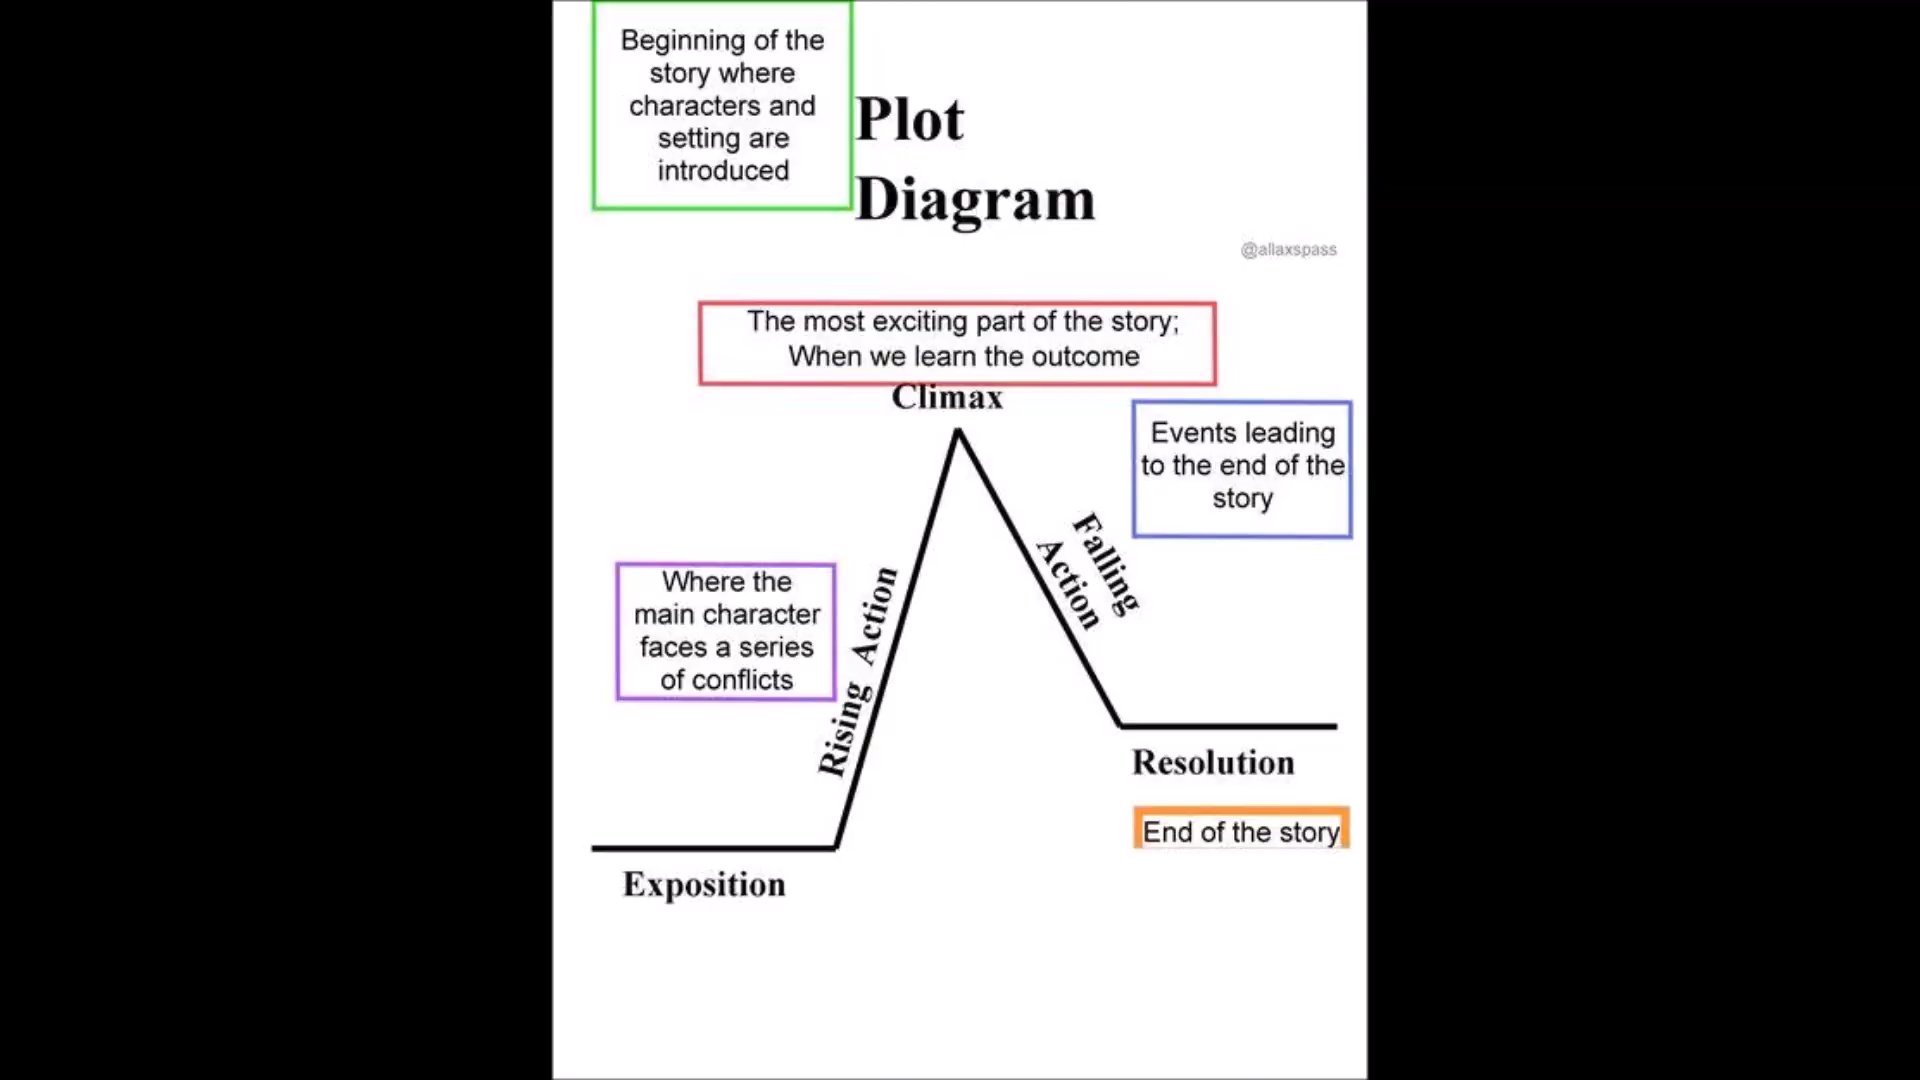 Beginning of the
story where
characters and
setting are
introduced
Plot
Diagram
@allaxspass
The most exciting part of the story;
When we learn the outcome
Climax
Events leading
to the end of the
story
Falling
Action
Where the
main character
faces a series
of conflicts
Rising Action
Resolution
End of the story
Exposition